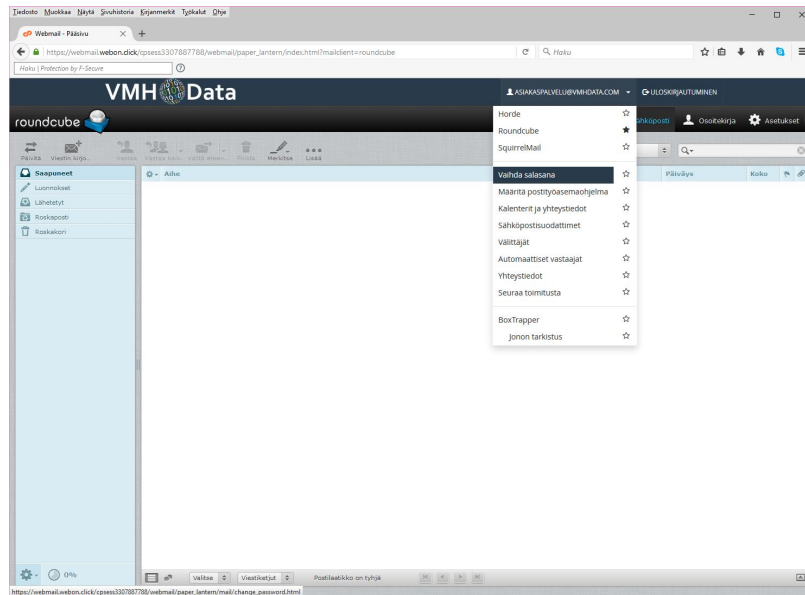 Tiedosto Muokkaa Näytä Sivuhistoria Kirjanmerkit Työkalut Ohje
cP Webmail - Pääsivu
https://webmail.webon.click/cpsess3307887788/webmail/paper_lantern/index.html?mailclient=roundcube
Haku
Haku | Protection by F-Secure
VMH Data
ASIAKASPALVELU@VMHDATA.COM
ULOSKIRJAUTUMINEN
roundcube
Osoitekirja
Asetukset
Päivitä
Viestin kirjo...
Vastaa
Merkitse
Lisää
Saapuneet
Luonnokset
Lähetetyt
Roskaposti
Roskakori
Aihe
Päiväys
Koko
Horde
Roundcube
SquirrelMail
Vaihda salasana
Määritä postityöasemaohjelma
Kalenterit ja yhteystiedot
Sähköpostisuodattimet
Välittäjät
Automaattiset vastaajat
Yhteystiedot
Seuraa toimitusta
BoxTrapper
Jonon tarkistus
0%
Valitse
Viestiketjut
Postilaatikko on tyhjä
https://webmail.webon.click/cpsess3307887788/webmail/paper_lantern/mail/change_password.html